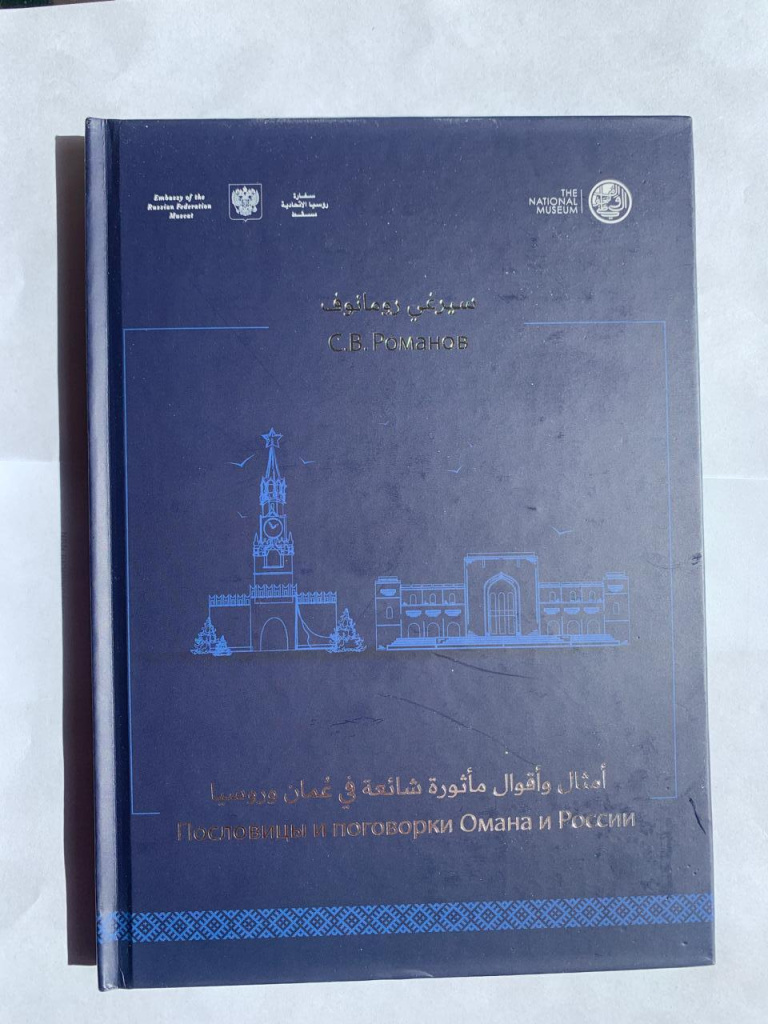 Embassy of the
Russian Federation
Muscat
سفارة
روسيا الاتحادية
مسقط
THE
NATIONAL
MUSEUM
سيرغي رومانوف
С.В. Романов
أمثال وأقوال مأثورة شائعة في عُمان وروسيا
Пословицы и поговорки Омана и России